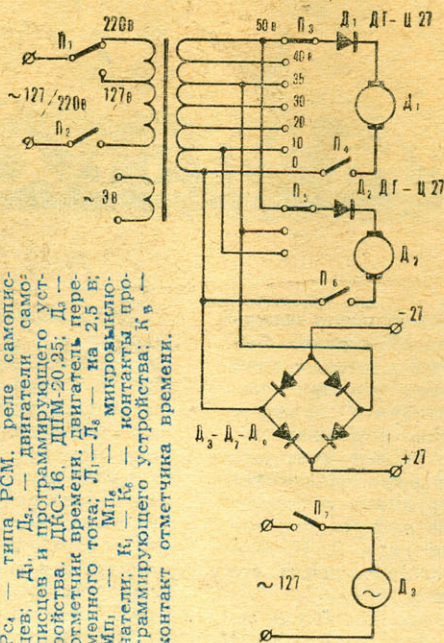 220в
П₁
~127/220в
127в
П₂
~ 3в
50в
40в
35
30
20
10
0
П₃
Д₁ ДГ-Ц 27
Д₁
П₄
П₅
Д₂ ДГ-Ц 27
Д₂
П₆
-27
+27
П₇
~127
Д₃
типа РСМ, реле самопис-
цев; Д₁, Д₂, — двигатели само-
писцев и программирующего уст-
ройства, ДКС-16, ДПМ-20,25; Д₃ —
отметчик времени, двигатель пере-
менного тока; Л₁—Л₈ — на 2,5 в;
Мп₁ — Мп₄ — микровыклю-
чатели; К₁ — К₆ — контакты про-
граммирующего устройства; Кв —
контакт отметчика времени.